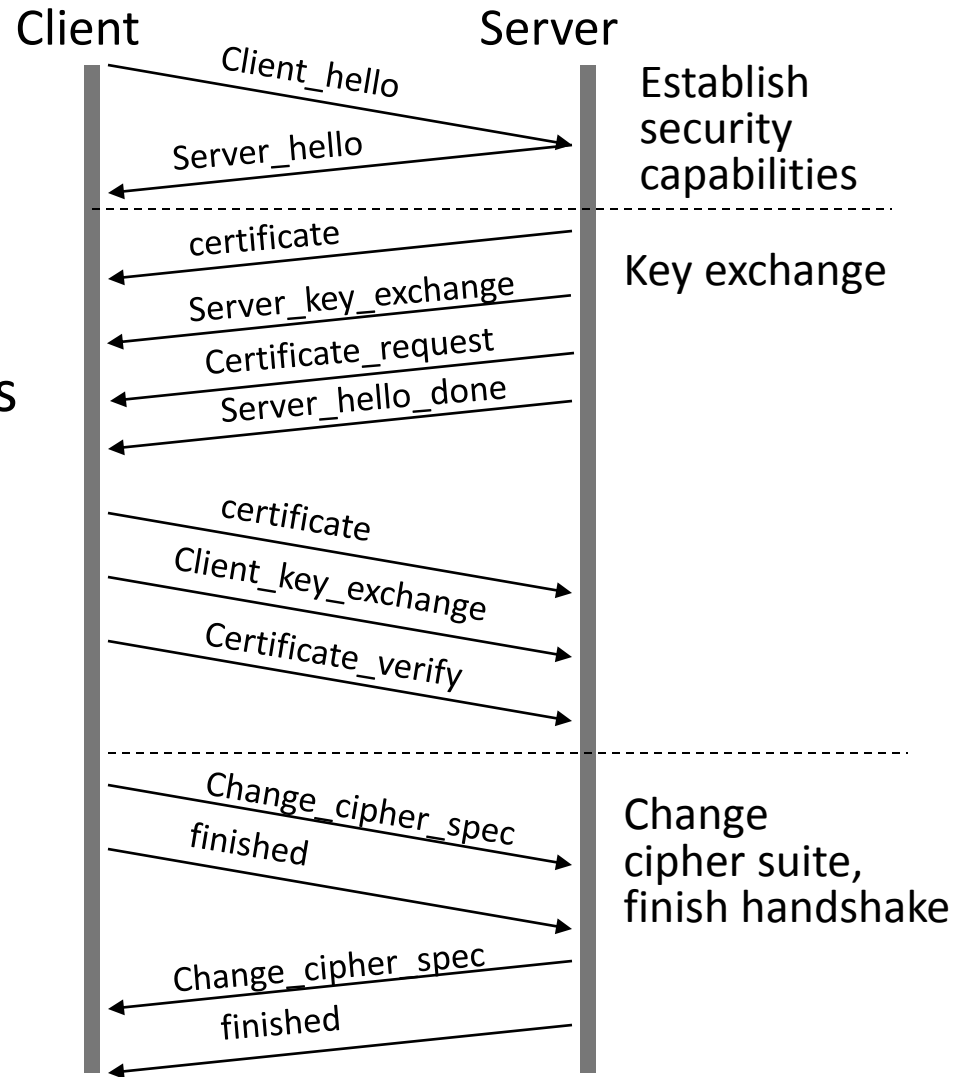 Client
Server
Client_hello
Establish
security
capabilities
Server_hello
certificate
Key exchange
Server_key_exchange
Certificate_request
s
Server_hello_done
certificate
Client_key_exchange
Certificate_verify
Change_cipher_spec
Change
cipher suite,
finish handshake
finished
Change_cipher_spec
finished